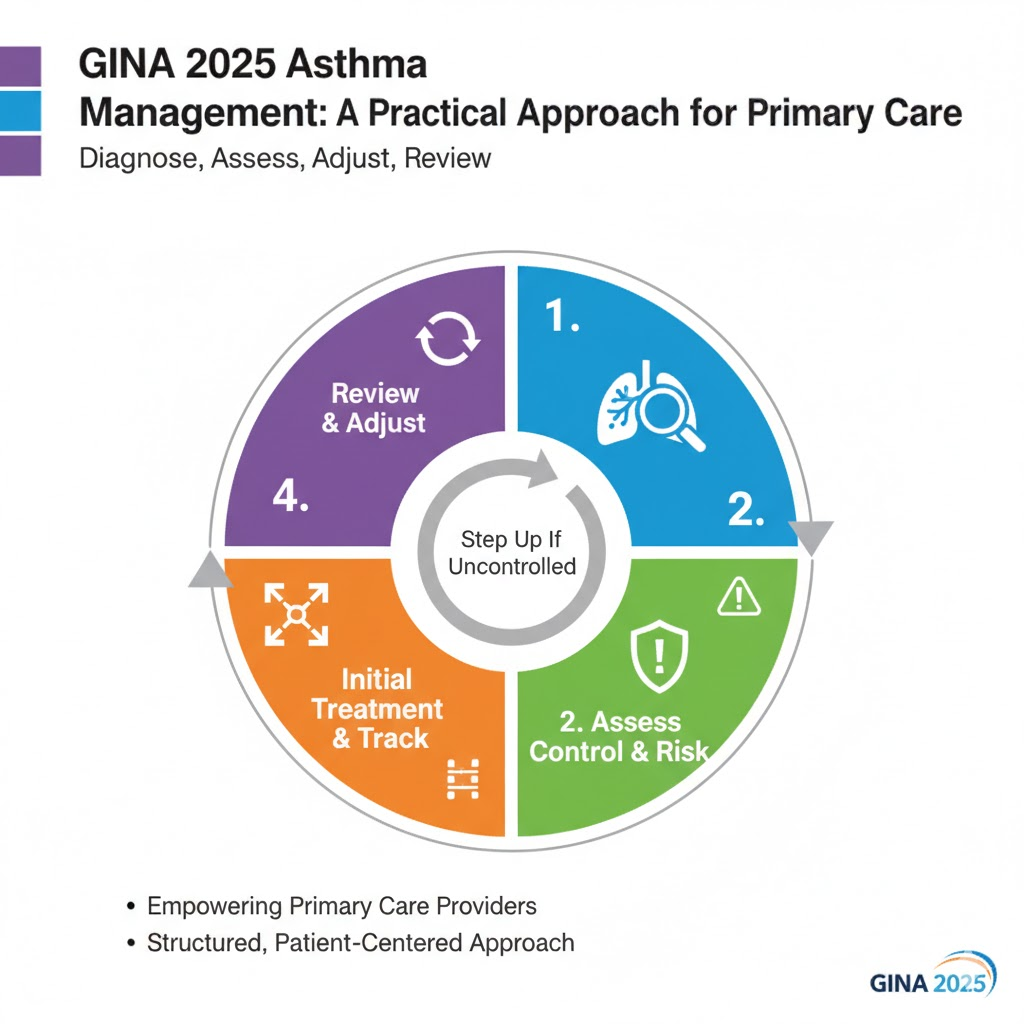 GINA 2025 Asthma
Management: A Practical Approach for Primary Care
Diagnose, Assess, Adjust, Review
1.
2.
2. Assess
Control & Risk
Initial
Treatment
& Track
Review
& Adjust
4.
Step Up If
Uncontrolled
• Empowering Primary Care Providers
• Structured, Patient-Centered Approach
GINA 2025